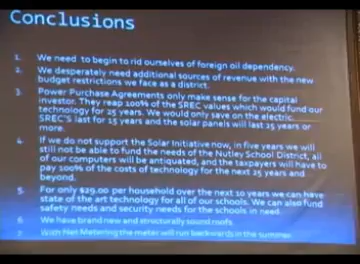 Conclusions
1. We need to begin to rid ourselves of foreign oil dependency.
2. We desperately need additional sources of revenue with the new
budget restrictions we face as a district.
3. Power Purchase Agreements only make sense for the capital
investor. They reap 100% of the SREC values which would fund our
technology for 25 years. We would only save on the electric.
SREC's last for 15 years and the solar panels will last 25 years or
more.
4. If we do not support the Solar Initiative now, in five years we will
still not be able to fund the needs of the Nutley School District, all
of our computers will be antiquated, and the taxpayers will have to
pay 100% of the costs of technology for the next 25 years and
beyond.
5. For only $29.00 per household over the next 10 years we can have
state of the art technology for all of our schools. We can also fund
safety needs and security needs for the schools in need.
6. We have brand new and structurally sound roofs.
7. With Net Metering the meter will run backwards in the summer.